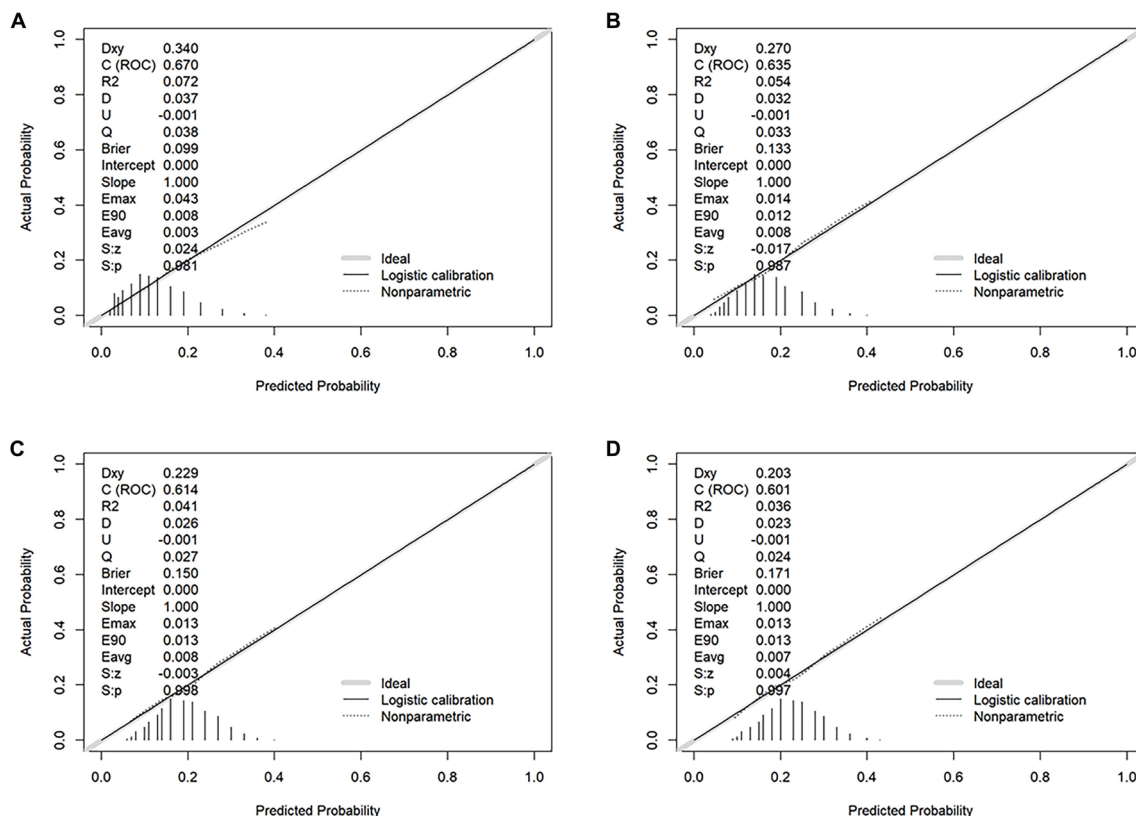 A
1.0
0.8
0.6
0.4
0.2
0.0
Actual Probability
Dxy 0.340
C (ROC) 0.670
R2 0.072
D 0.037
U -0.001
Q 0.038
Brier 0.099
Intercept 0.000
Slope 1.000
Emax 0.043
E90 0.008
Eavg 0.003
S:z 0.024
S:p 0.981
Ideal
Logistic calibration
Nonparametric
0.0 0.2 0.4 0.6 0.8 1.0
Predicted Probability
B
1.0
0.8
0.6
0.4
0.2
0.0
Actual Probability
Dxy 0.270
C (ROC) 0.635
R2 0.054
D 0.032
U -0.001
Q 0.033
Brier 0.133
Intercept 0.000
Slope 1.000
Emax 0.014
E90 0.012
Eavg 0.008
S:z -0.017
S:p 0.987
Ideal
Logistic calibration
Nonparametric
0.0 0.2 0.4 0.6 0.8 1.0
Predicted Probability
C
1.0
0.8
0.6
0.4
0.2
0.0
Actual Probability
Dxy 0.229
C (ROC) 0.614
R2 0.041
D 0.026
U -0.001
Q 0.027
Brier 0.150
Intercept 0.000
Slope 1.000
Emax 0.013
E90 0.013
Eavg 0.008
S:z -0.003
S:p 0.998
Ideal
Logistic calibration
Nonparametric
0.0 0.2 0.4 0.6 0.8 1.0
Predicted Probability
D
1.0
0.8
0.6
0.4
0.2
0.0
Actual Probability
Dxy 0.203
C (ROC) 0.601
R2 0.036
D 0.023
U -0.001
Q 0.024
Brier 0.171
Intercept 0.000
Slope 1.000
Emax 0.013
E90 0.013
Eavg 0.007
S:z 0.004
S:p 0.997
Ideal
Logistic calibration
Nonparametric
0.0 0.2 0.4 0.6 0.8 1.0
Predicted Probability